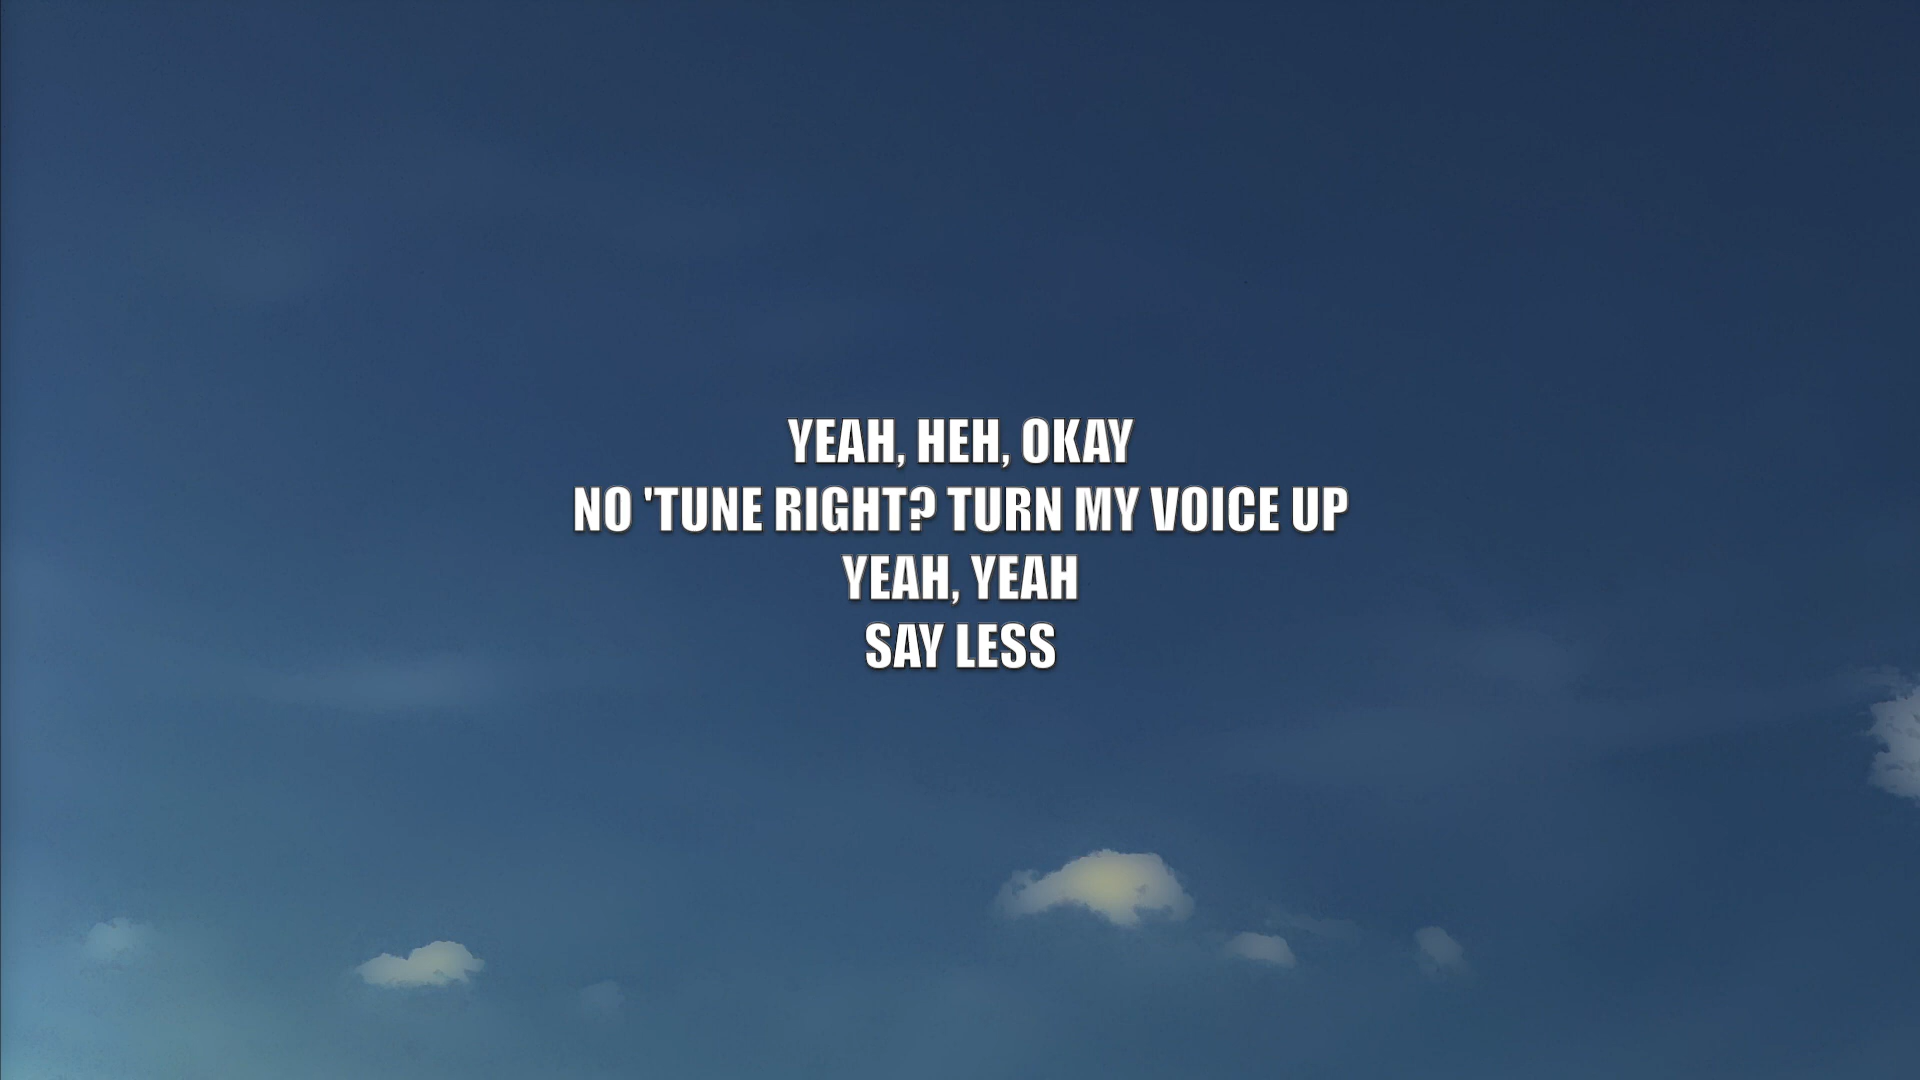 YEAH, HEH, OKAY
NO 'TUNE RIGHT? TURN MY VOICE UP
YEAH, YEAH
SAY LESS